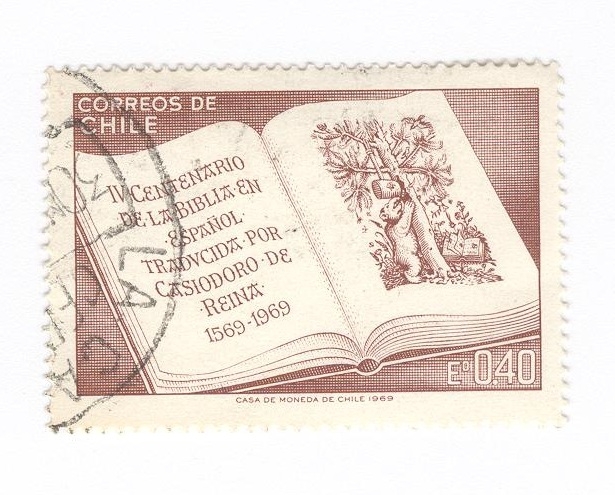 CORREOS DE
CHILE
IV CENTENARIO
DE LA BIBLIA EN
ESPAÑOL
TRADVCIDA POR
CASIODORO DE
REINA
1569-1969
Eº 0,40
CASA DE MONEDA DE CHILE 1969